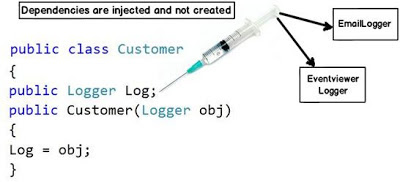 Dependencies are injected and not created
EmailLogger
Eventviewer
Logger
public class Customer
{
public Logger Log;
public Customer(Logger obj)
{
Log = obj;
}